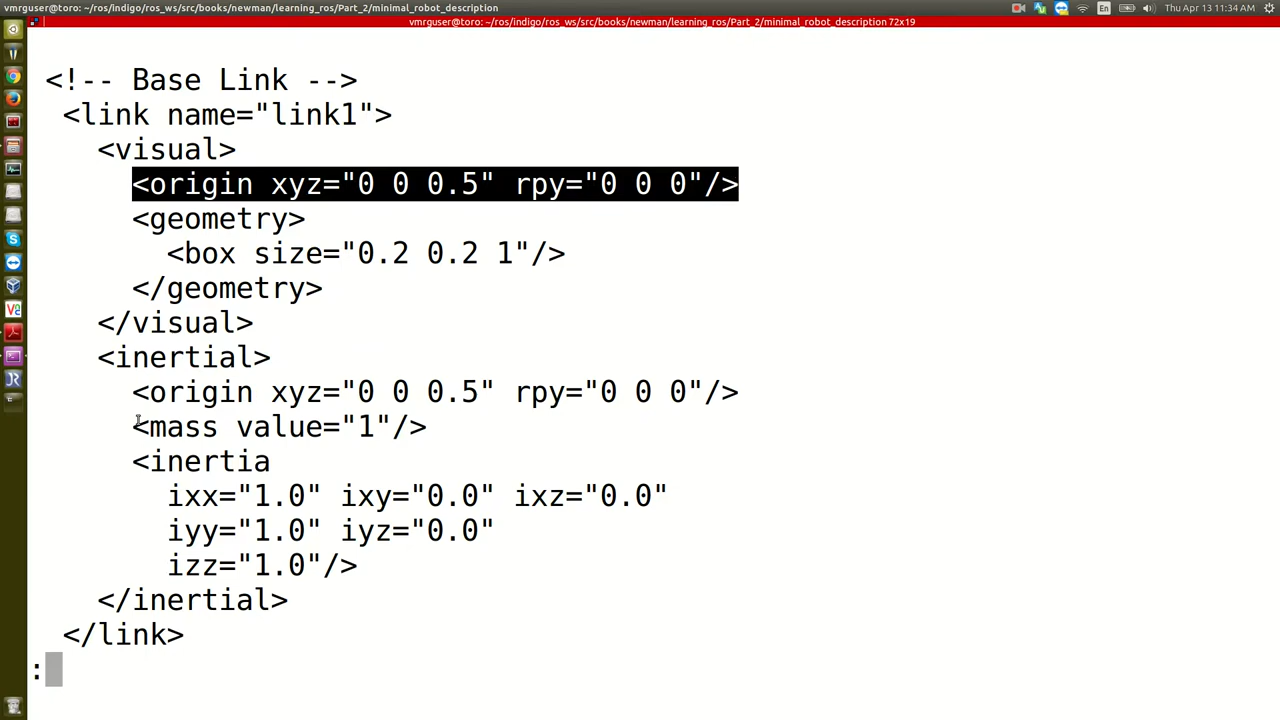 vmrguser@toro: ~/ros/indigo/ros_ws/src/books/newman/learning_ros/Part_2/minimal_robot_description
En
Thu Apr 13 11:34 AM
vmrguser@toro: ~/ros/indigo/ros_ws/src/books/newman/learning_ros/Part_2/minimal_robot_description 72x19
<!-- Base Link -->
<link name="link1">
<visual>
<origin xyz="0 0 0.5" rpy="0 0 0"/>
<geometry>
<box size="0.2 0.2 1"/>
</geometry>
</visual>
<inertial>
<origin xyz="0 0 0.5" rpy="0 0 0"/>
<mass value="1"/>
<inertia
ixx="1.0" ixy="0.0" ixz="0.0"
iyy="1.0" iyz="0.0"
izz="1.0"/>
</inertial>
</link>
: